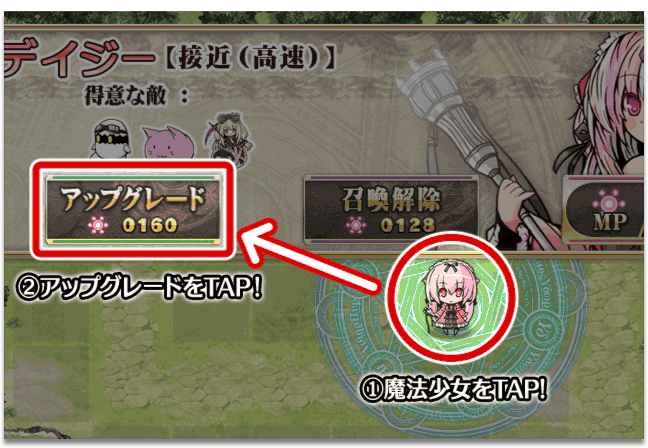 デイジー【接近(高速)】
得意な敵：
アップグレード
0160
召喚解除
0128
MP
②アップグレードをTAP!
①魔法少女をTAP!